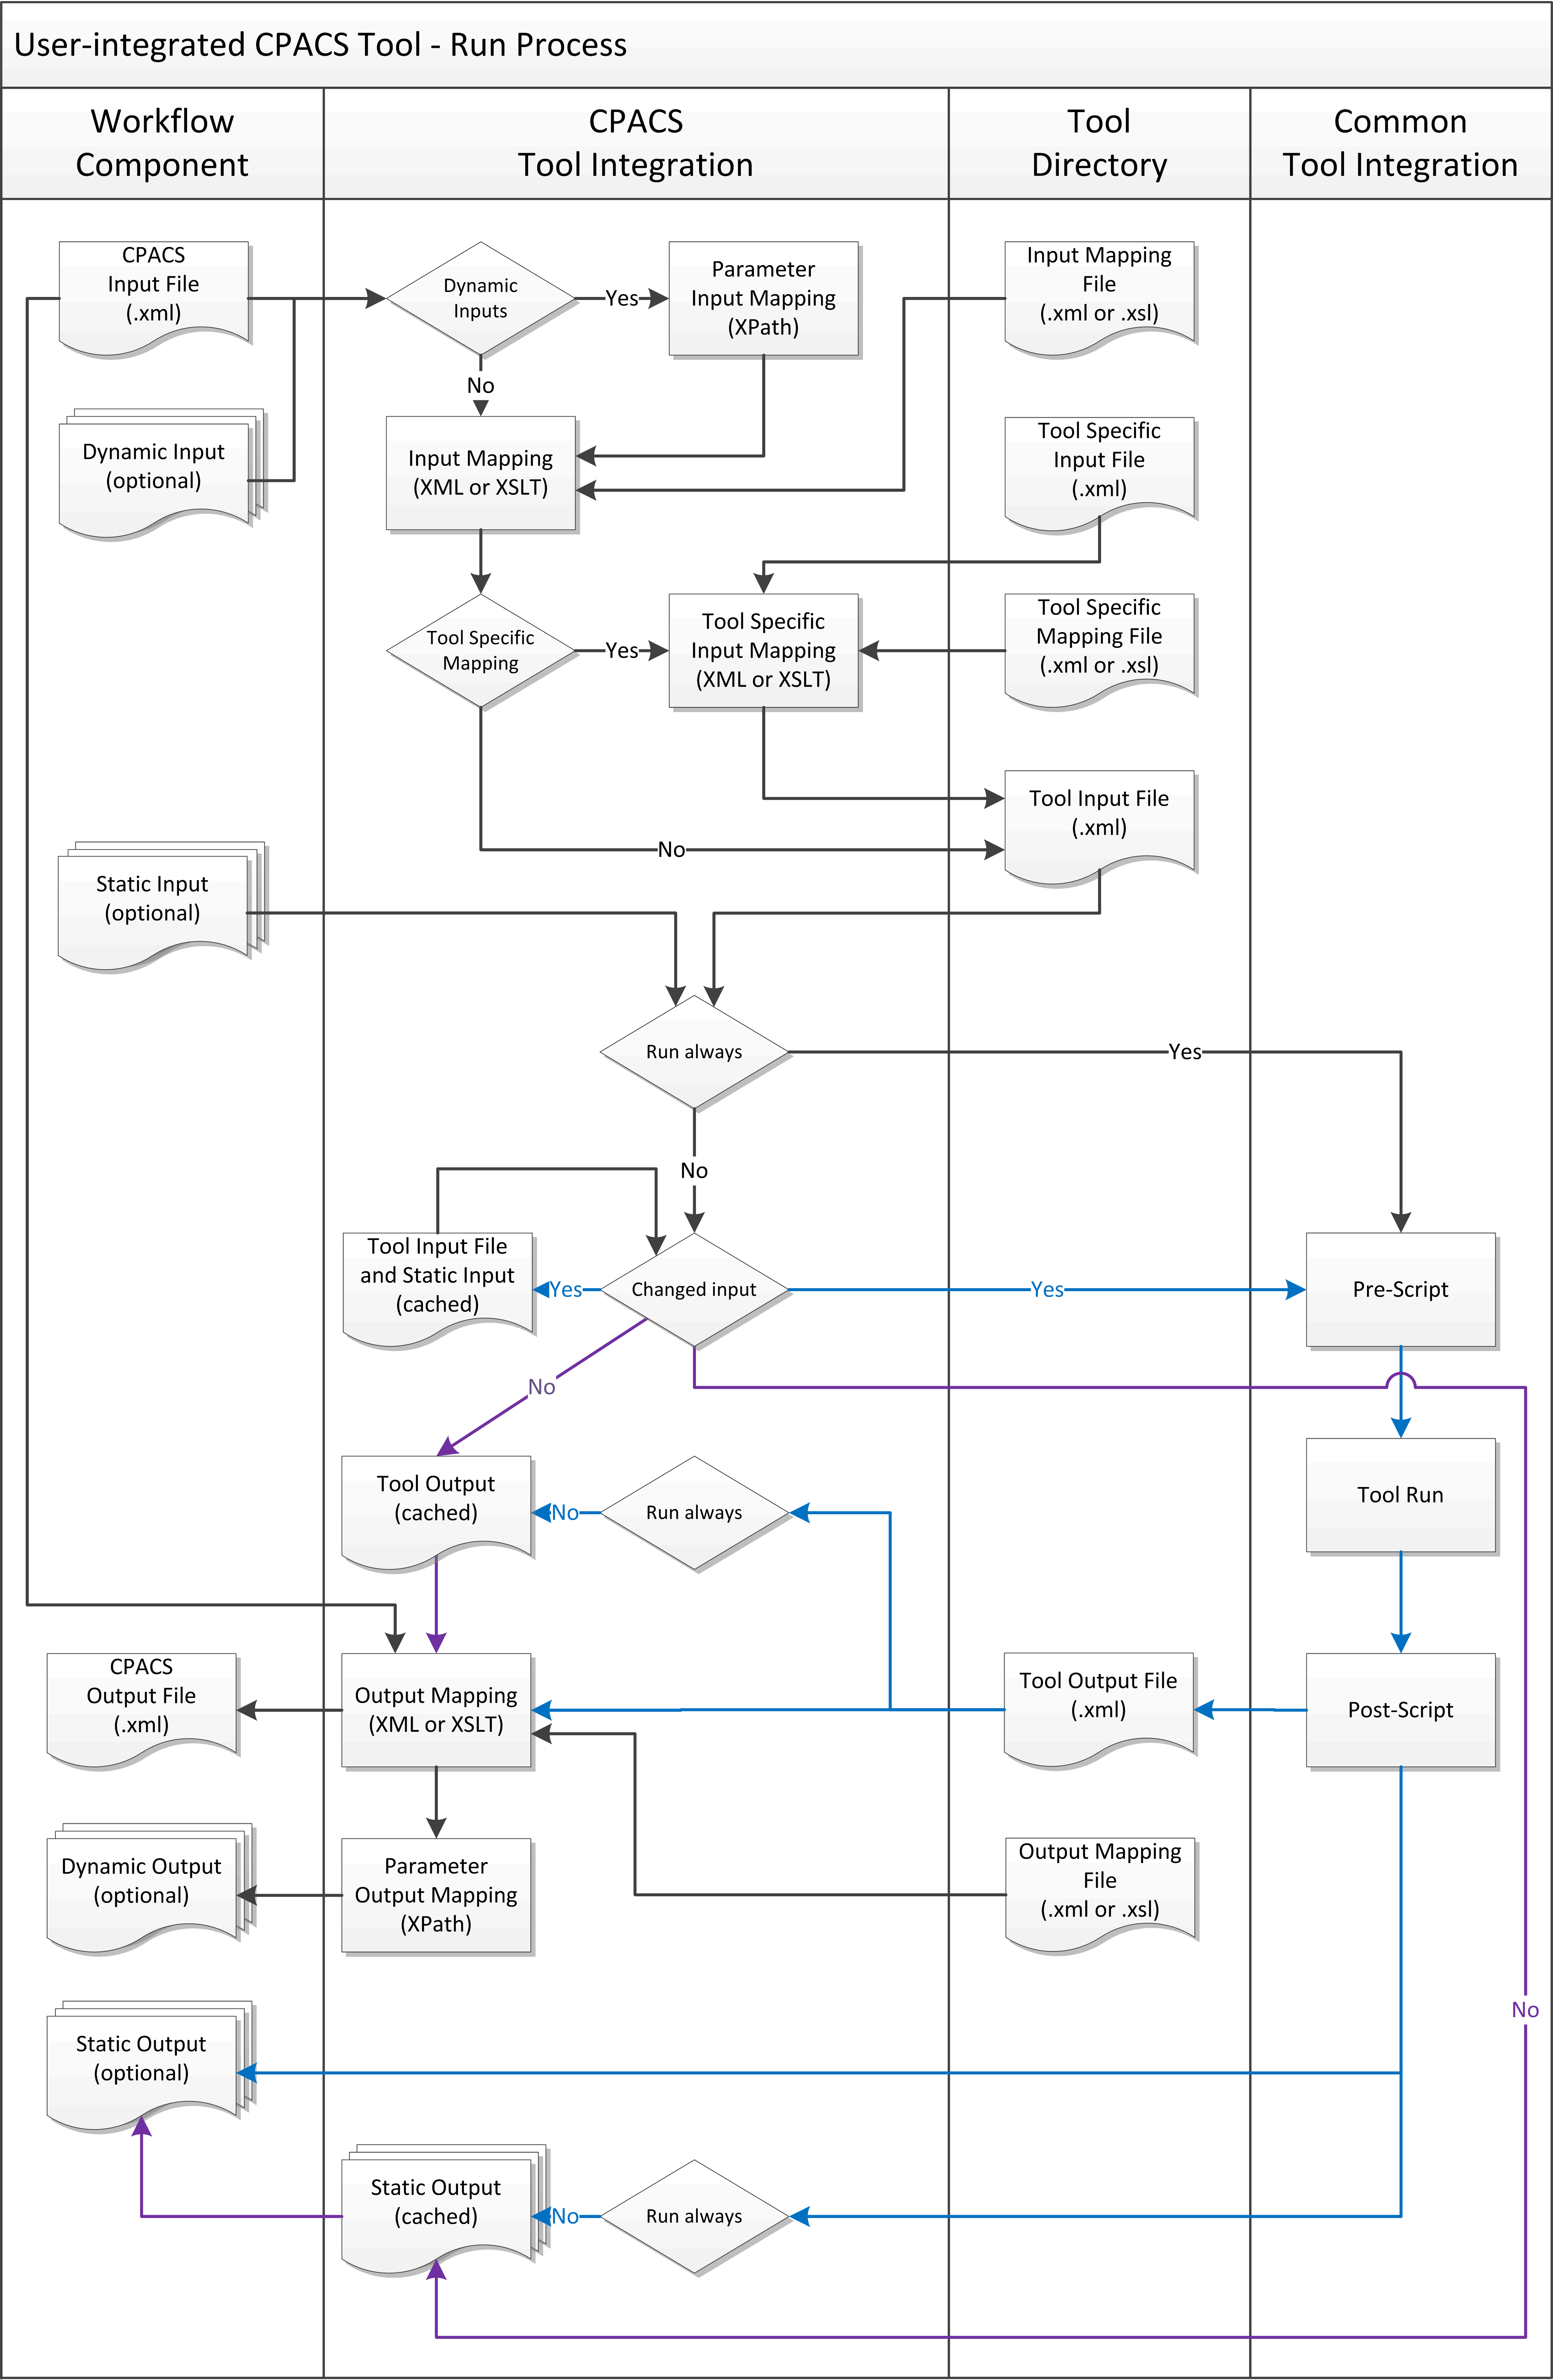 User-integrated CPACS Tool - Run Process
Workflow
Component
CPACS
Tool Integration
Tool
Directory
Common
Tool Integration
CPACS
Input File
(.xml)
Dynamic
Inputs
Yes
Parameter
Input Mapping
(XPath)
Input Mapping
File
(.xml or .xsl)
No
Dynamic Input
(optional)
Input Mapping
(XML or XSLT)
Tool Specific
Input File
(.xml)
Tool Specific
Mapping
Yes
Tool Specific
Input Mapping
(XML or XSLT)
Tool Specific
Mapping File
(.xml or .xsl)
Tool Input File
(.xml)
No
Static Input
(optional)
Run always
Yes
No
Tool Input File
and Static Input
(cached)
Yes
Changed input
Yes
Pre-Script
No
Tool Output
(cached)
No
Run always
Tool Run
CPACS
Output File
(.xml)
Output Mapping
(XML or XSLT)
Tool Output File
(.xml)
Post-Script
Dynamic Output
(optional)
Parameter
Output Mapping
(XPath)
Output Mapping
File
(.xml or .xsl)
No
Static Output
(optional)
Static Output
(cached)
No
Run always